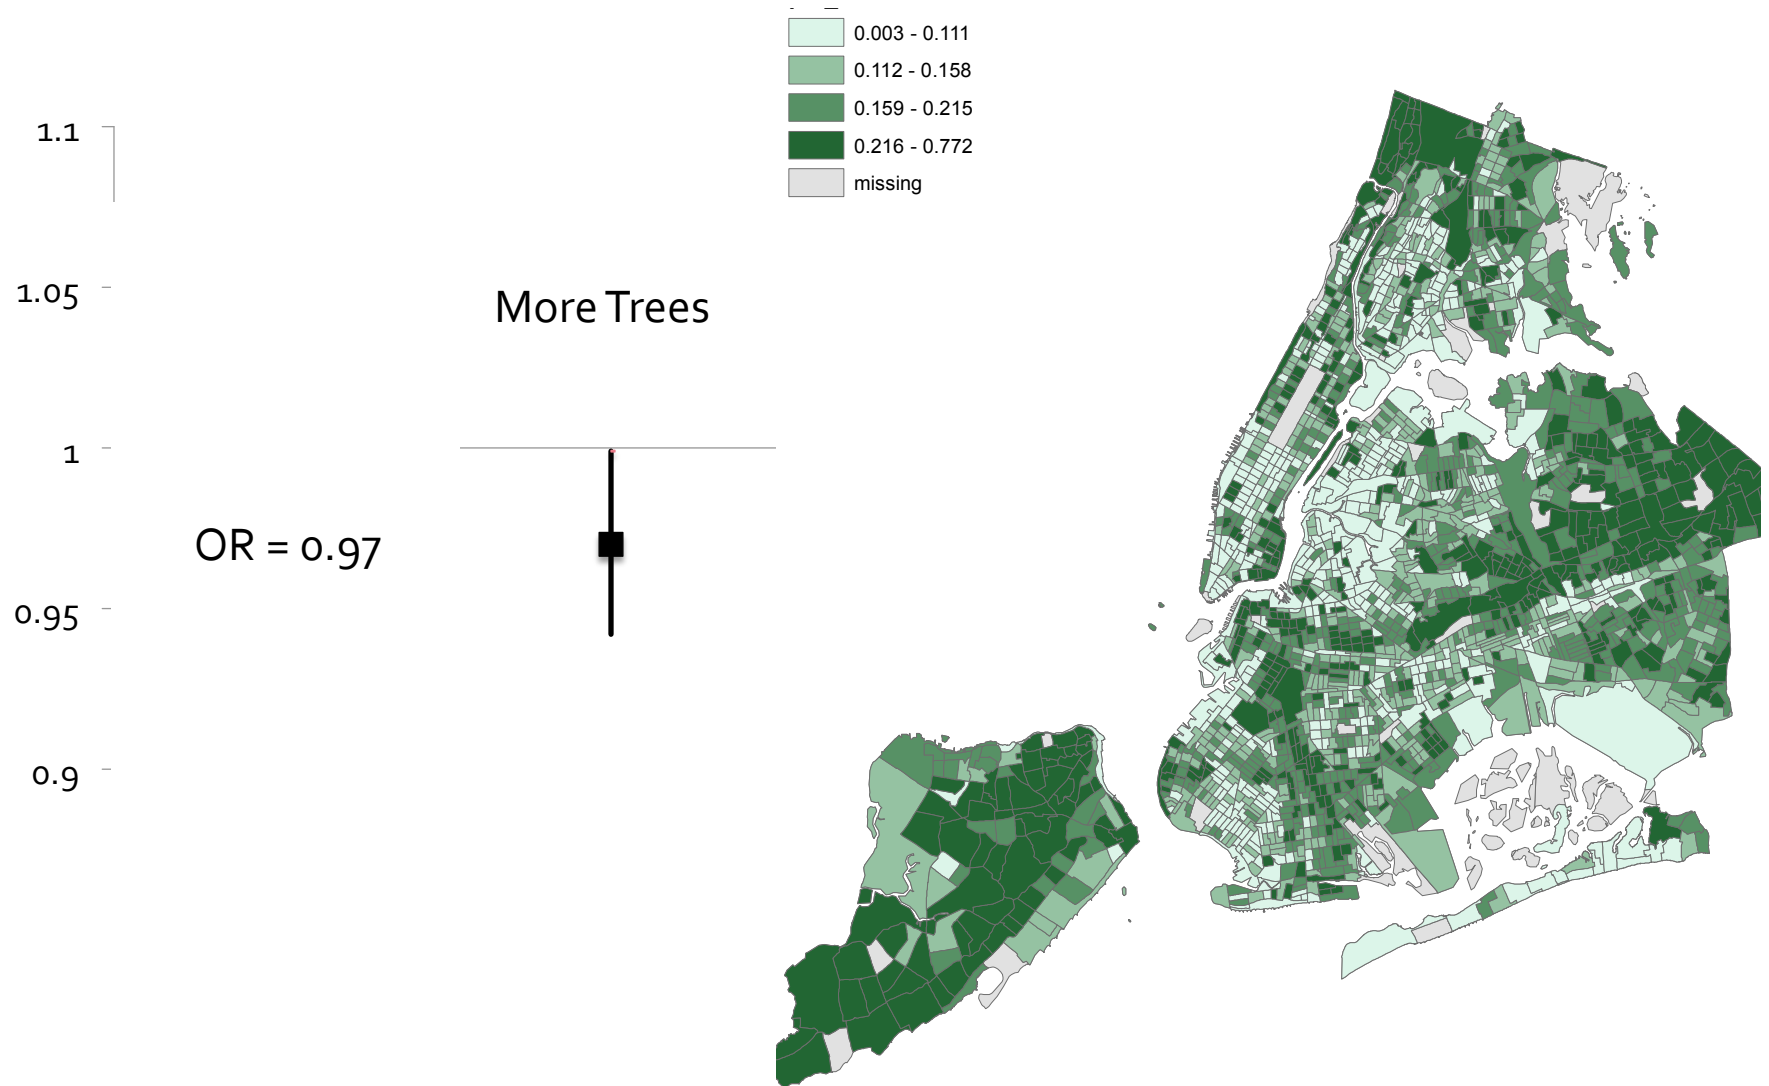 0.003 - 0.111
0.112 - 0.158
0.159 - 0.215
0.216 - 0.772
missing
1.1
1.05
1
0.95
0.9
More Trees
OR = 0.97